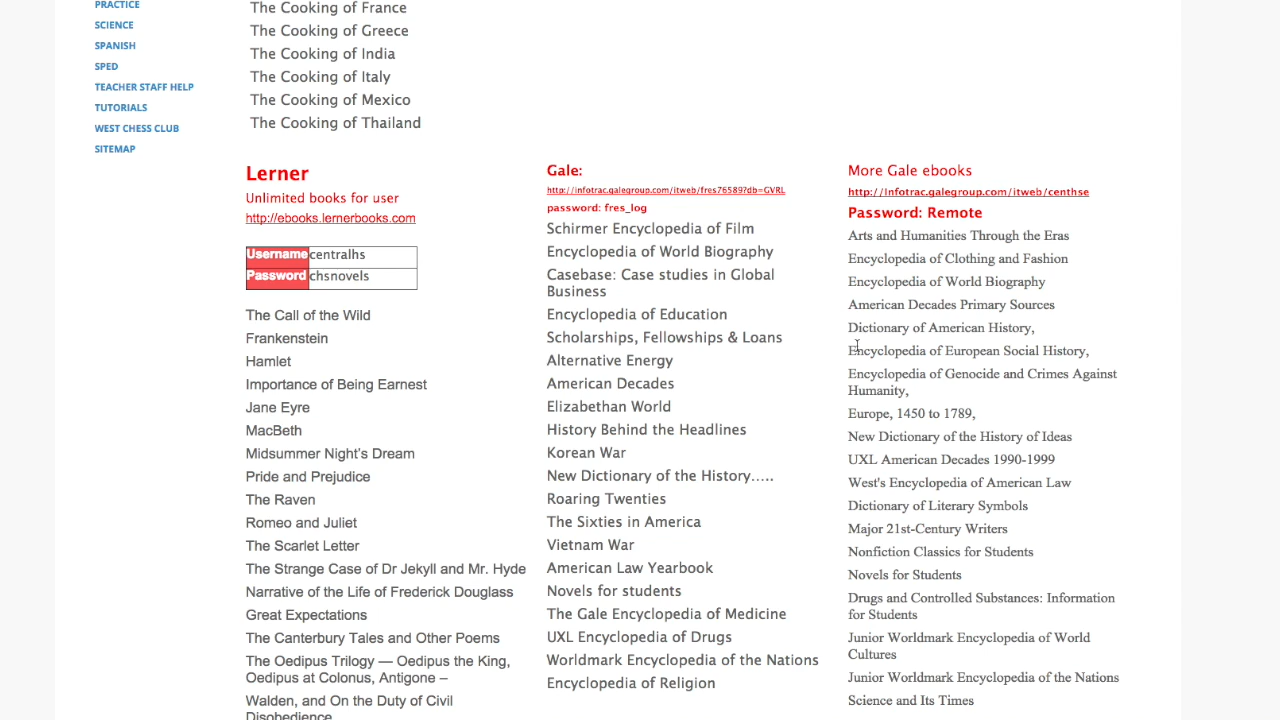 PRACTICE
SCIENCE
SPANISH
SPED
TEACHER STAFF HELP
TUTORIALS
WEST CHESS CLUB
SITEMAP
The Cooking of France
The Cooking of Greece
The Cooking of India
The Cooking of Italy
The Cooking of Mexico
The Cooking of Thailand
Lerner
Unlimited books for user
http://ebooks.lernerbooks.com
Username centralhs
Password chsnovels
The Call of the Wild
Frankenstein
Hamlet
Importance of Being Earnest
Jane Eyre
MacBeth
Midsummer Night's Dream
Pride and Prejudice
The Raven
Romeo and Juliet
The Scarlet Letter
The Strange Case of Dr Jekyll and Mr. Hyde
Narrative of the Life of Frederick Douglass
Great Expectations
The Canterbury Tales and Other Poems
The Oedipus Trilogy — Oedipus the King,
Oedipus at Colonus, Antigone –
Walden, and On the Duty of Civil
Disobedience
Gale:
http://infotrac.galegroup.com/itweb/fres76589?db=GVRL
password: fres_log
Schirmer Encyclopedia of Film
Encyclopedia of World Biography
Casebase: Case studies in Global
Business
Encyclopedia of Education
Scholarships, Fellowships & Loans
Alternative Energy
American Decades
Elizabethan World
History Behind the Headlines
Korean War
New Dictionary of the History.....
Roaring Twenties
The Sixties in America
Vietnam War
American Law Yearbook
Novels for students
The Gale Encyclopedia of Medicine
UXL Encyclopedia of Drugs
Worldmark Encyclopedia of the Nations
Encyclopedia of Religion
More Gale ebooks
http://infotrac.galegroup.com/itweb/centhse
Password: Remote
Arts and Humanities Through the Eras
Encyclopedia of Clothing and Fashion
Encyclopedia of World Biography
American Decades Primary Sources
Dictionary of American History,
Encyclopedia of European Social History,
Encyclopedia of Genocide and Crimes Against
Humanity,
Europe, 1450 to 1789,
New Dictionary of the History of Ideas
UXL American Decades 1990-1999
West's Encyclopedia of American Law
Dictionary of Literary Symbols
Major 21st-Century Writers
Nonfiction Classics for Students
Novels for Students
Drugs and Controlled Substances: Information
for Students
Junior Worldmark Encyclopedia of World
Cultures
Junior Worldmark Encyclopedia of the Nations
Science and Its Times